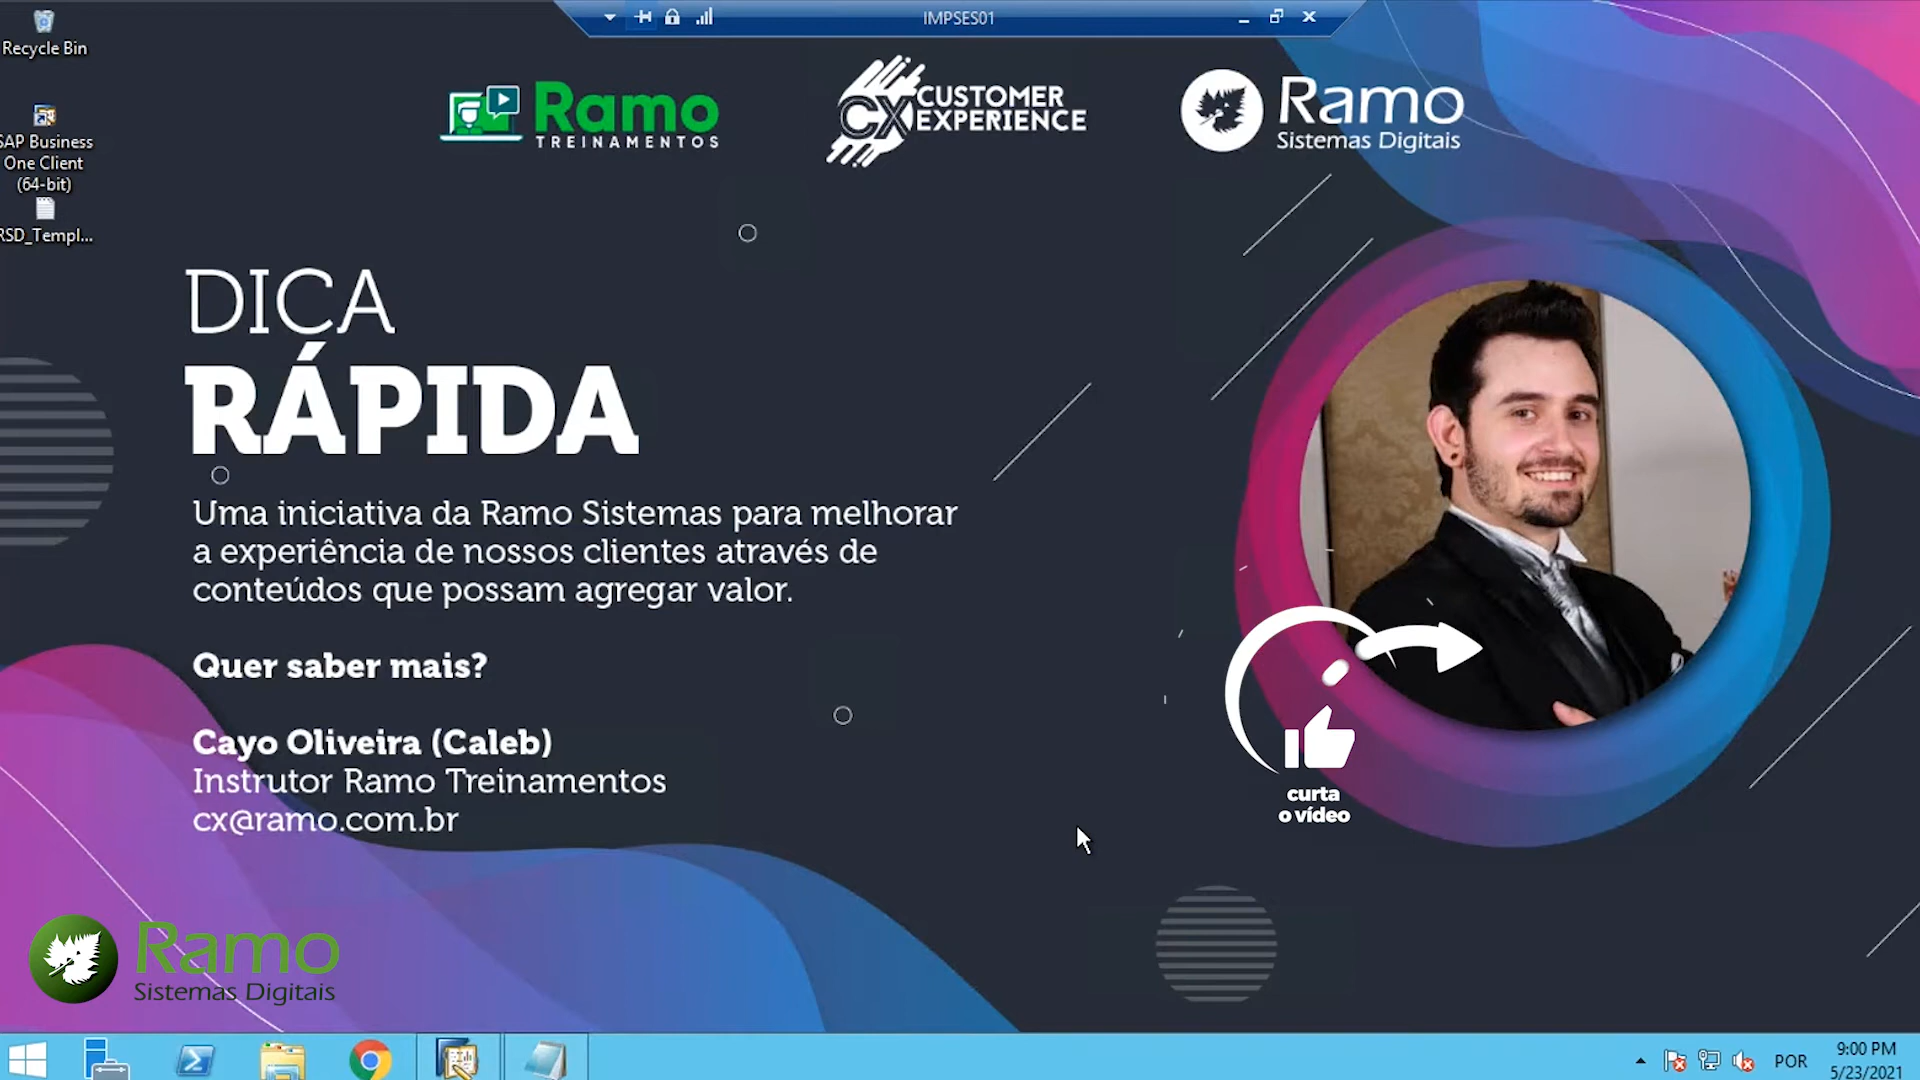 IMPSES01
Recycle Bin
SAP Business
One Client
(64-bit)
RSD_Templ...
Ramo
TREINAMENTOS
CX
CUSTOMER
EXPERIENCE
Ramo
Sistemas Digitais
DICA
RÁPIDA
Uma iniciativa da Ramo Sistemas para melhorar
a experiência de nossos clientes através de
conteúdos que possam agregar valor.
Quer saber mais?
Cayo Oliveira (Caleb)
Instrutor Ramo Treinamentos
cx@ramo.com.br
curta
o vídeo
Ramo
Sistemas Digitais
POR
9:00 PM
5/23/2021